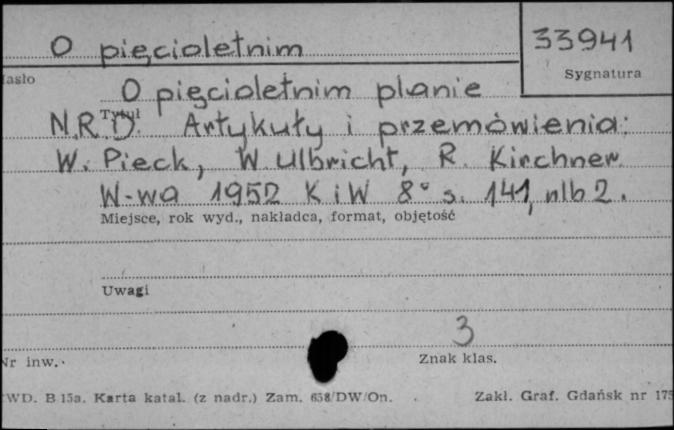 O pięcioletnim
33941
asło
Sygnatura
O pięcioletnim planie
Tytuł
N.R.D. Artykuły i przemówienia:
W. Pieck, W Ulbricht, R. Kirchner
W-wa 1952 K i W 8° s. 141, nlb 2.
Miejsce, rok wyd., nakładca, format, objętość
Uwagi
3
Nr inw.
Znak klas.
WD. B 15a. Karta katal. (z nadr.) Zam. 658/DW/On.
Zakł. Graf. Gdańsk nr 175